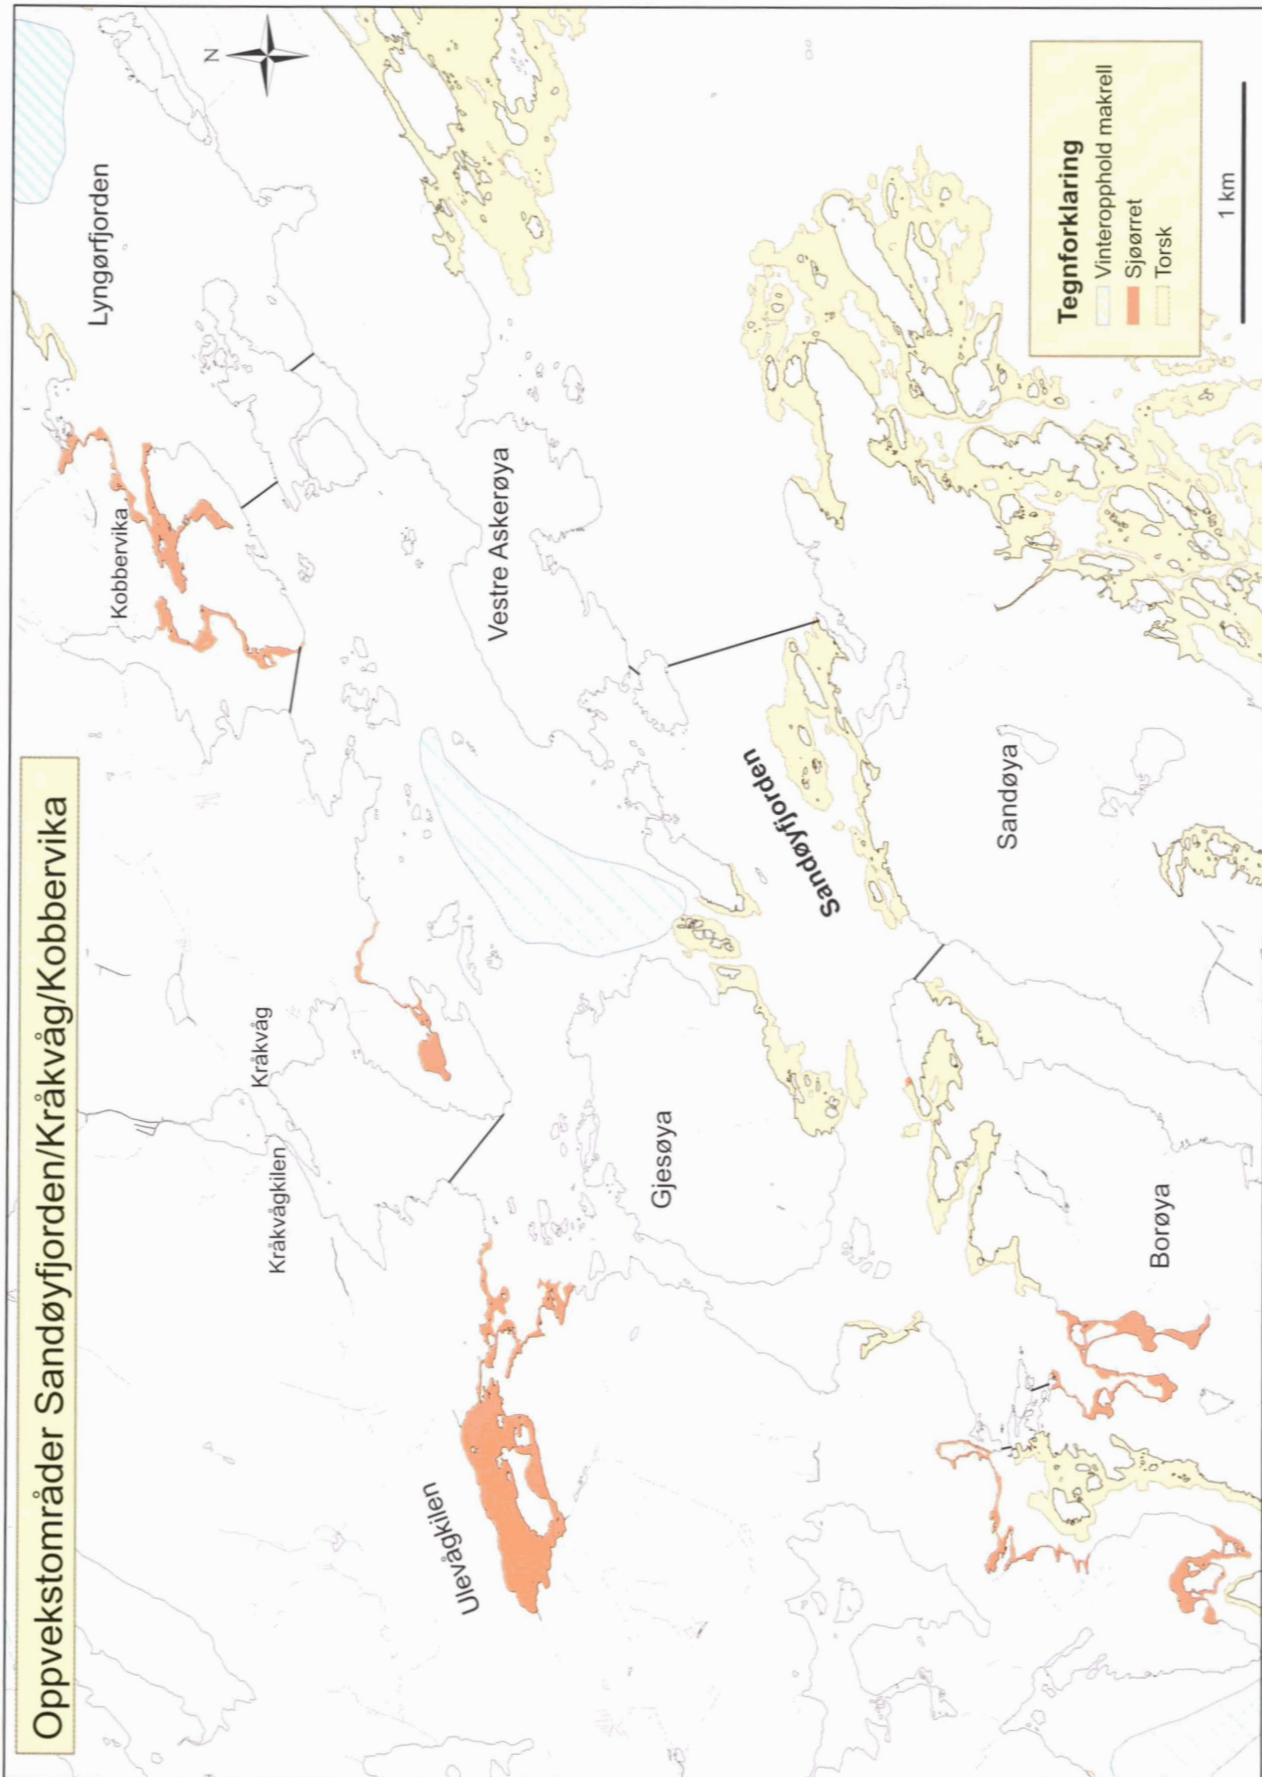 Oppvekstområder Sandøyfjorden/Kråkvåg/Kobbervika
N
Lyngørfjorden
Kobbervika
Kråkvåg
Kråkvågkilen
Vestre Askerøya
Ulevågkilen
Gjesøya
Sandøyfjorden
Sandøya
Borøya
Tegnforklaring
Vinteropphold makrell
Sjøørret
Torsk
1 km